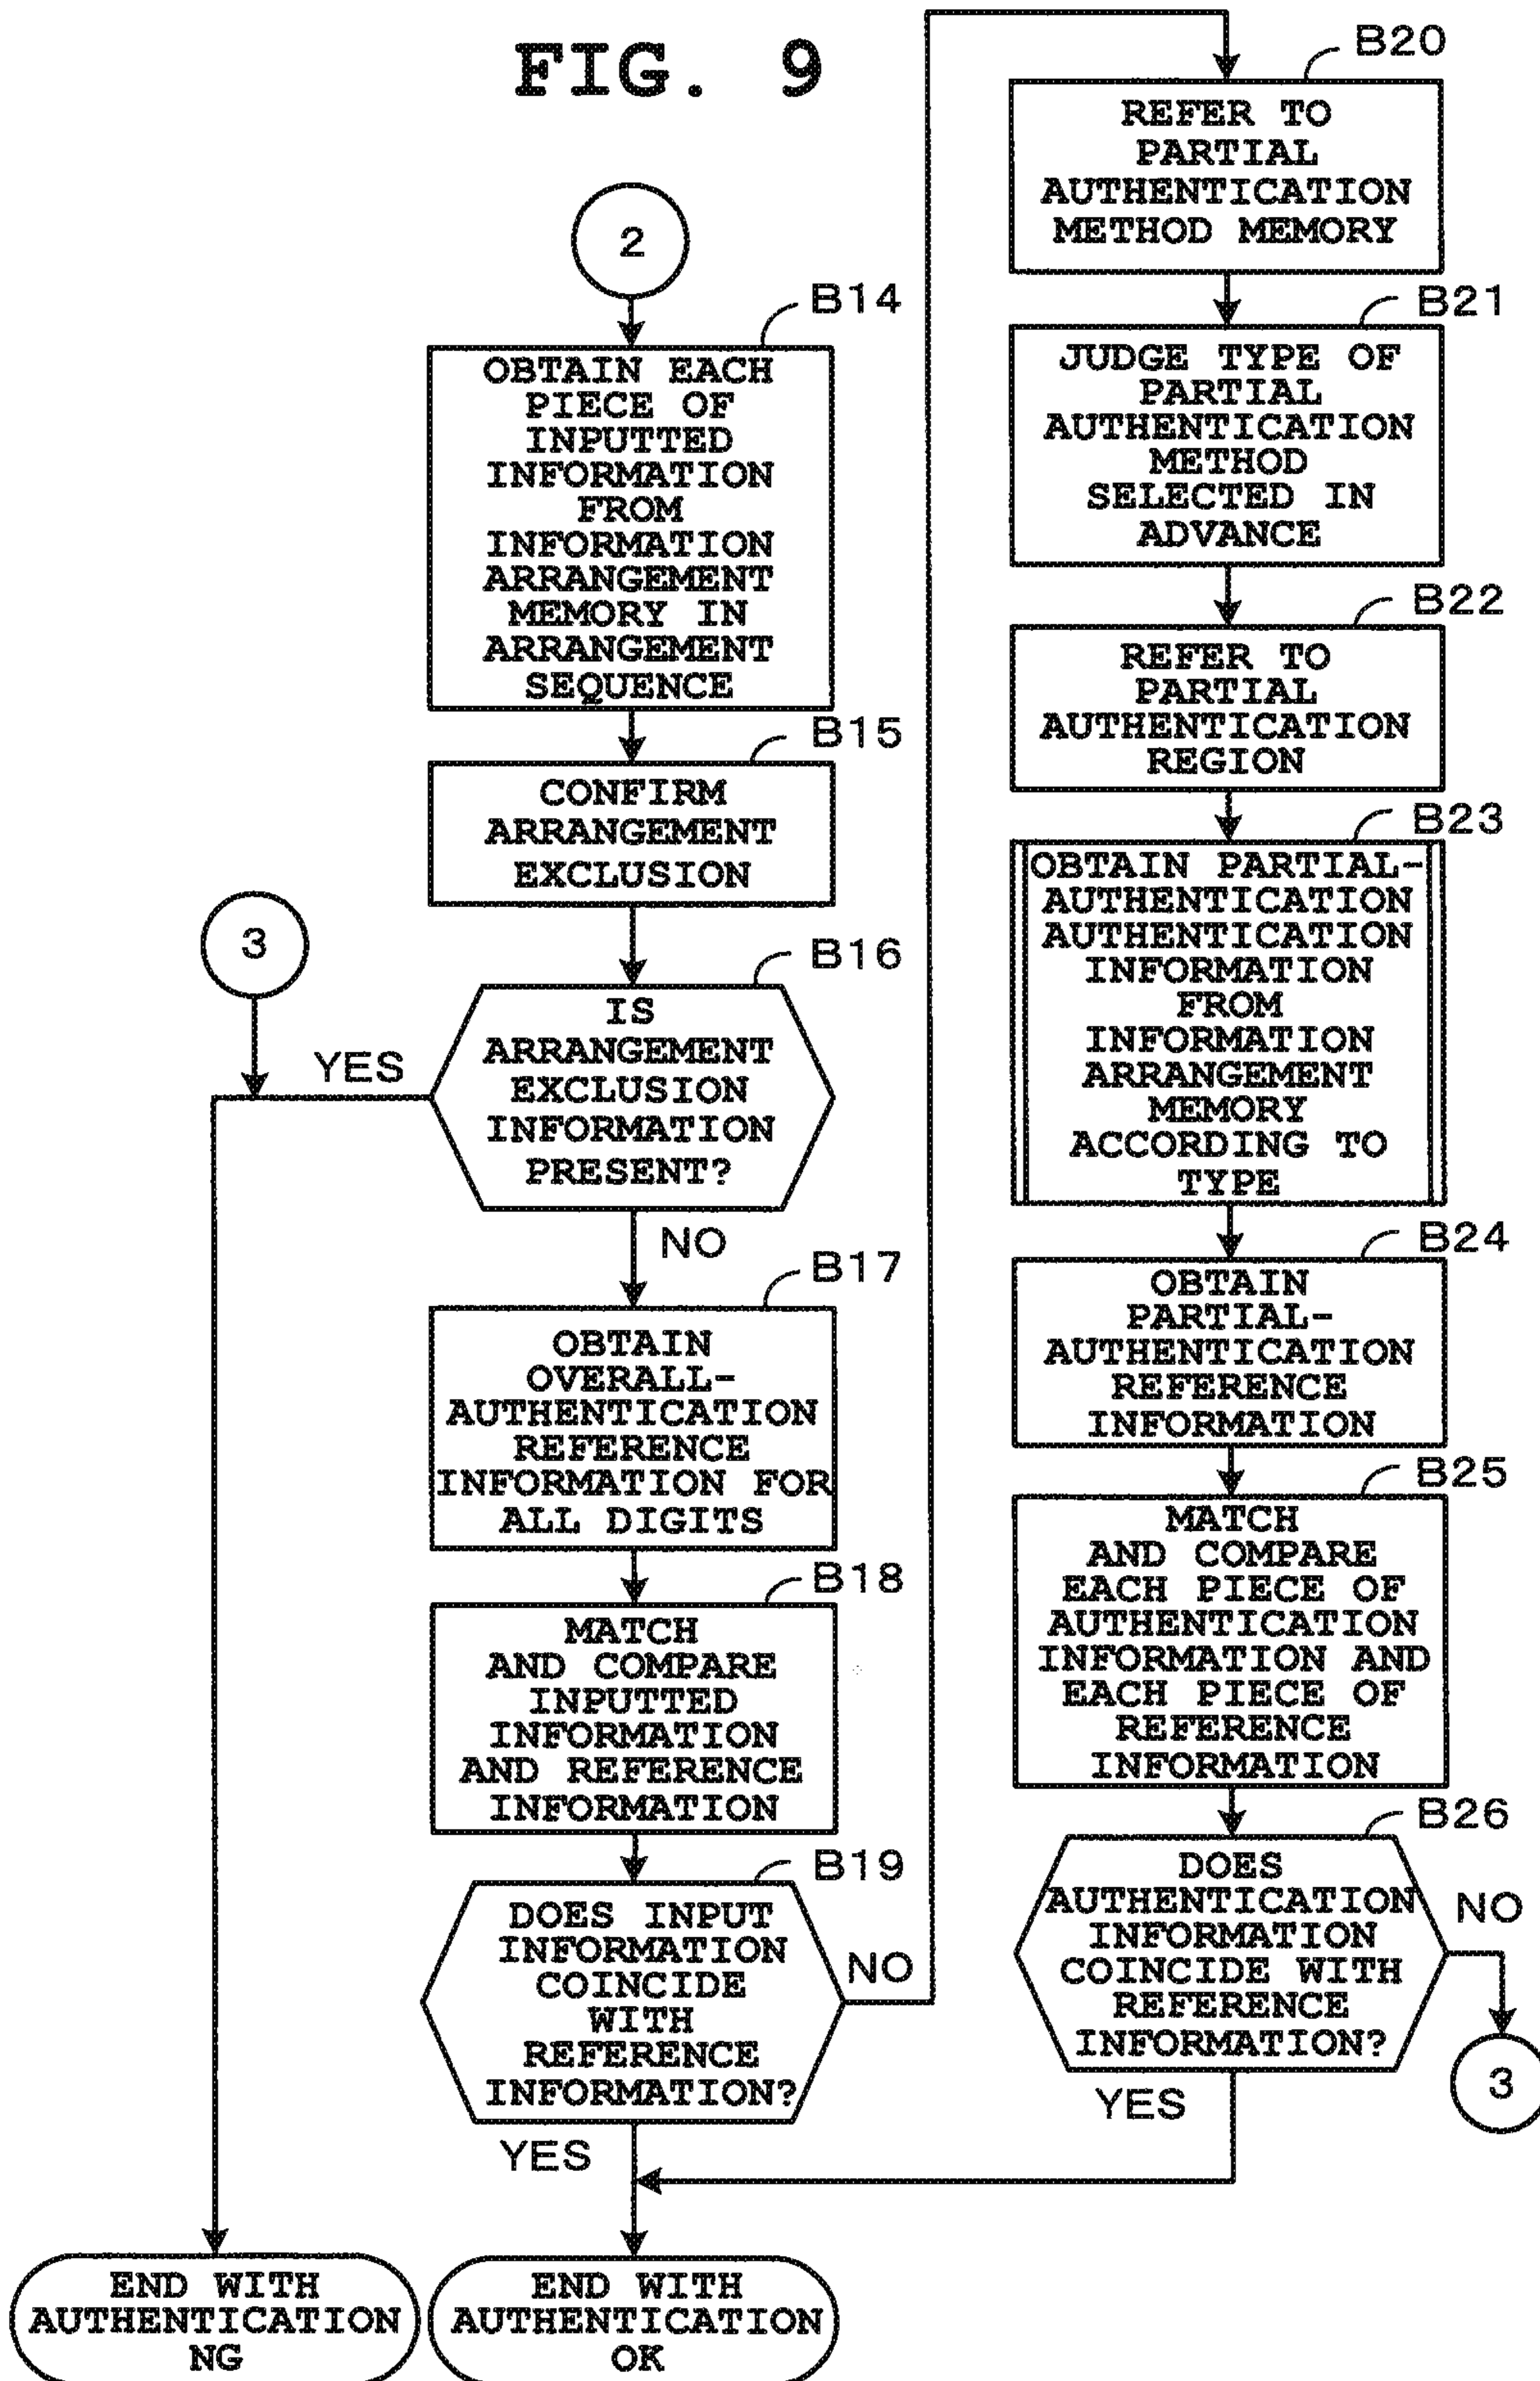 FIG. 9
2
B14
OBTAIN EACH
PIECE OF
INPUTTED
INFORMATION
FROM
INFORMATION
ARRANGEMENT
MEMORY IN
ARRANGEMENT
SEQUENCE
B15
CONFIRM
ARRANGEMENT
EXCLUSION
3
B16
IS
ARRANGEMENT
EXCLUSION
INFORMATION
PRESENT?
YES
NO
B17
OBTAIN
OVERALL-
AUTHENTICATION
REFERENCE
INFORMATION FOR
ALL DIGITS
B18
MATCH
AND COMPARE
INPUTTED
INFORMATION
AND REFERENCE
INFORMATION
B19
DOES INPUT
INFORMATION
COINCIDE
WITH
REFERENCE
INFORMATION?
NO
YES
END WITH
AUTHENTICATION
NG
END WITH
AUTHENTICATION
OK
B20
REFER TO
PARTIAL
AUTHENTICATION
METHOD MEMORY
B21
JUDGE TYPE OF
PARTIAL
AUTHENTICATION
METHOD
SELECTED IN
ADVANCE
B22
REFER TO
PARTIAL
AUTHENTICATION
REGION
B23
OBTAIN PARTIAL-
AUTHENTICATION
AUTHENTICATION
INFORMATION
FROM
INFORMATION
ARRANGEMENT
MEMORY
ACCORDING TO
TYPE
B24
OBTAIN
PARTIAL-
AUTHENTICATION
REFERENCE
INFORMATION
B25
MATCH
AND COMPARE
EACH PIECE OF
AUTHENTICATION
INFORMATION AND
EACH PIECE OF
REFERENCE
INFORMATION
B26
DOES
AUTHENTICATION
INFORMATION
COINCIDE WITH
REFERENCE
INFORMATION?
NO
3
YES